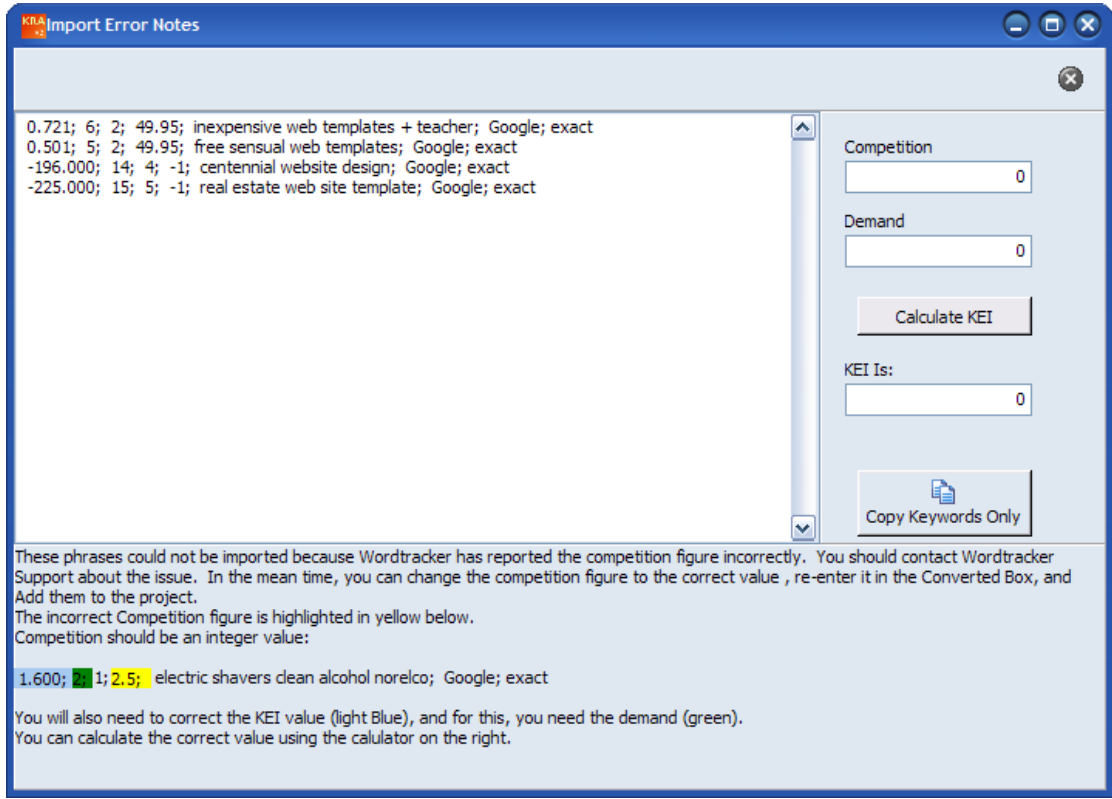 KRA
x2
Import Error Notes
0.721; 6; 2; 49.95; inexpensive web templates + teacher; Google; exact
0.501; 5; 2; 49.95; free sensual web templates; Google; exact
-196.000; 14; 4; -1; centennial website design; Google; exact
-225.000; 15; 5; -1; real estate web site template; Google; exact
Competition
0
Demand
0
Calculate KEI
KEI Is:
0
Copy Keywords Only
These phrases could not be imported because Wordtracker has reported the competition figure incorrectly. You should contact Wordtracker
Support about the issue. In the mean time, you can change the competition figure to the correct value , re-enter it in the Converted Box, and
Add them to the project.
The incorrect Competition figure is highlighted in yellow below.
Competition should be an integer value:
1.600; 2; 1; 2.5; electric shavers clean alcohol norelco; Google; exact
You will also need to correct the KEI value (light Blue), and for this, you need the demand (green).
You can calculate the correct value using the calulator on the right.